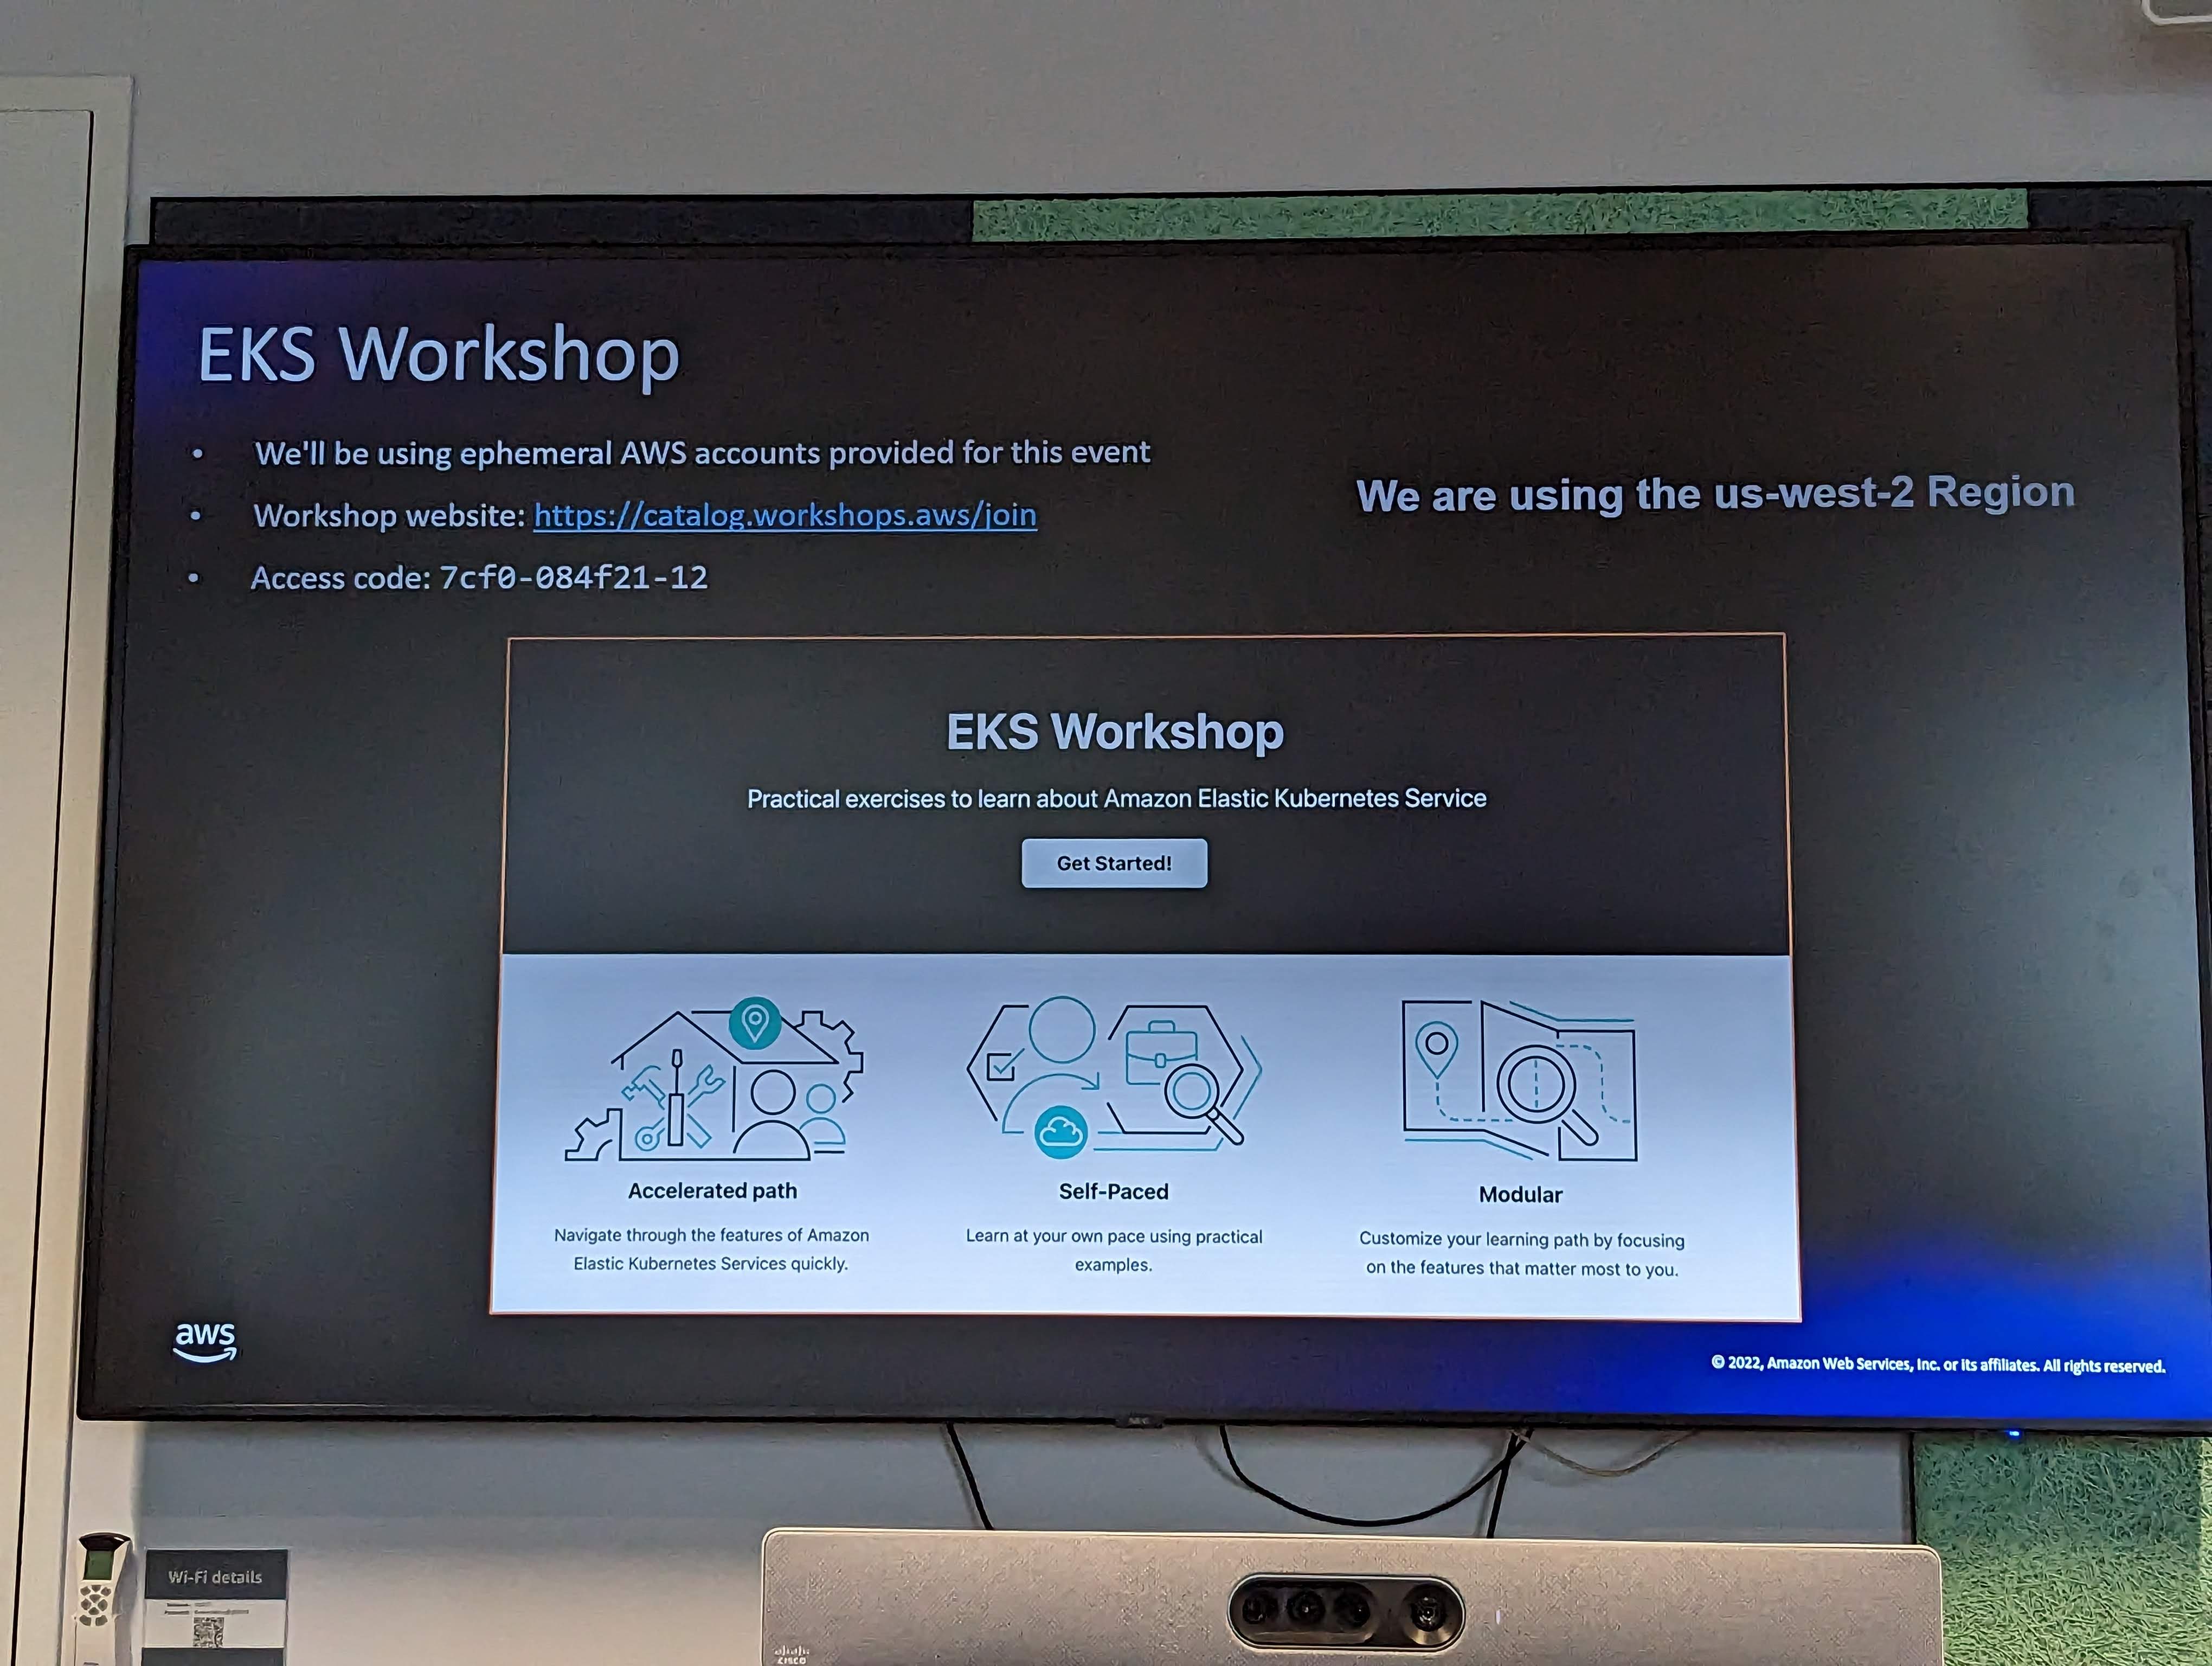 EKS Workshop
• We'll be using ephemeral AWS accounts provided for this event
• Workshop website: https://catalog.workshops.aws/join
• Access code: 7cf0-084f21-12
We are using the us-west-2 Region
EKS Workshop
Practical exercises to learn about Amazon Elastic Kubernetes Service
Get Started!
Accelerated path
Navigate through the features of Amazon
Elastic Kubernetes Services quickly.
Self-Paced
Learn at your own pace using practical
examples.
Modular
Customize your learning path by focusing
on the features that matter most to you.
aws
© 2022, Amazon Web Services, Inc. or its affiliates. All rights reserved.
NEC
Wi-Fi details
CISCO